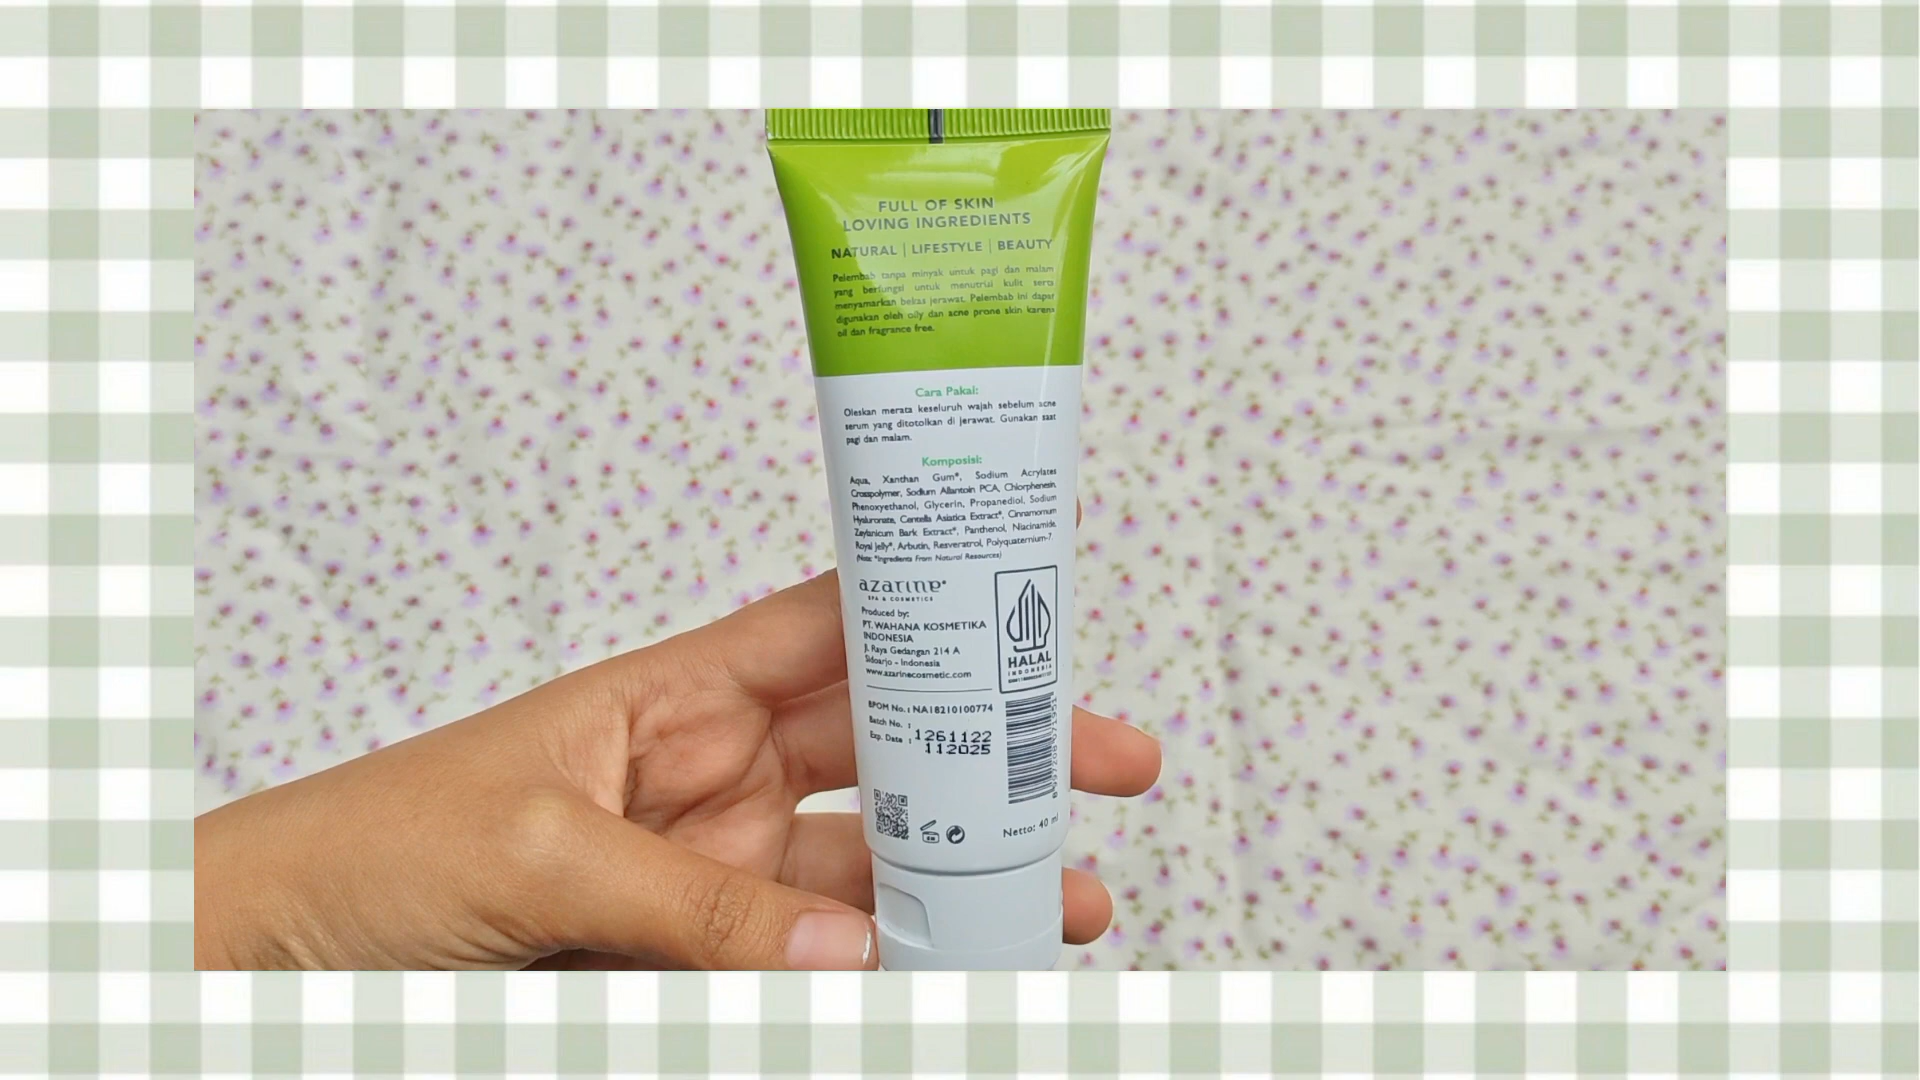 FULL OF SKIN
LOVING INGREDIENTS
NATURAL | LIFESTYLE | BEAUTY
Pelembab tanpa minyak untuk pagi dan malam
yang berfungsi untuk menutrisi kulit serta
menyamarkan bekas jerawat. Pelembab ini dapat
digunakan oleh oily dan acne prone skin karena
oil dan fragrance free.
Cara Pakai:
Oleskan merata keseluruh wajah sebelum acne
serum yang ditotolkan di jerawat. Gunakan saat
pagi dan malam.
Komposisi:
Aqua, Xanthan Gum*, Sodium Acrylates
Crosspolymer, Sodium Allantoin PCA, Chlorphenesin,
Phenoxyethanol, Glycerin, Propanediol, Sodium
Hyaluronate, Centella Asiatica Extract*, Cinnamomum
Zeylanicum Bark Extract*, Panthenol, Niacinamide,
Royal Jelly*, Arbutin, Resveratrol, Polyquaternium-7.
(Note: *Ingredients From Natural Resources)
azarine
SPA & COSMETICS
Produced by:
PT. WAHANA KOSMETIKA
INDONESIA
Jl. Raya Gedangan 214 A
Sidoarjo - Indonesia
www.azarinecosmetic.com
HALAL
INDONESIA
BPOM No. : NA18210100774
Batch No. :
Exp. Date :
1261122
112025
Netto: 40 ml